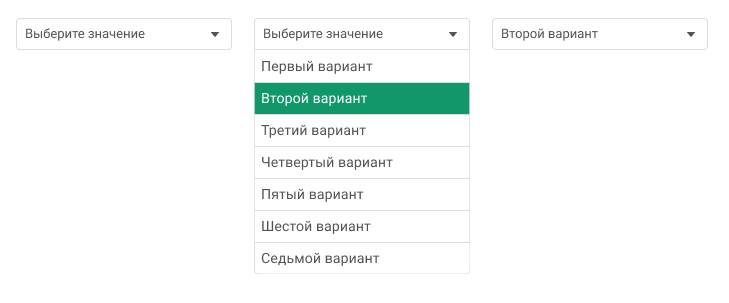 Выберите значение
Выберите значение
Второй вариант
Первый вариант
Второй вариант
Третий вариант
Четвертый вариант
Пятый вариант
Шестой вариант
Седьмой вариант